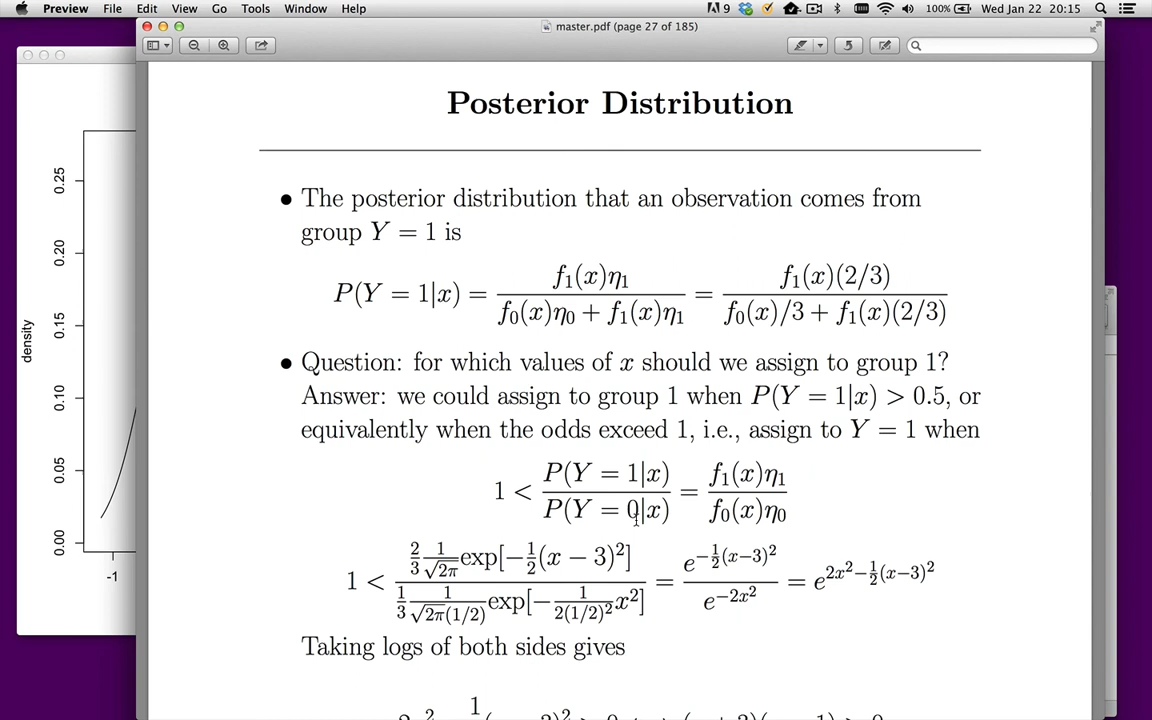 Preview File Edit View Go Tools Window Help 9 100% Wed Jan 22 20:15
master.pdf (page 27 of 185)
Posterior Distribution
• The posterior distribution that an observation comes from
group Y = 1 is
P(Y = 1|x) = f₁(x)η₁ / (f₀(x)η₀ + f₁(x)η₁) = f₁(x)(2/3) / (f₀(x)/3 + f₁(x)(2/3))
• Question: for which values of x should we assign to group 1?
Answer: we could assign to group 1 when P(Y = 1|x) > 0.5, or
equivalently when the odds exceed 1, i.e., assign to Y = 1 when
1 < P(Y = 1|x) / P(Y = 0|x) = f₁(x)η₁ / f₀(x)η₀
1 < (2/3 1/√2π exp[−1/2(x − 3)²]) / (1/3 1/(√2π(1/2)) exp[−1/(2(1/2)²) x²]) = e^(−1/2(x−3)²) / e^(−2x²) = e^(2x²−1/2(x−3)²)
Taking logs of both sides gives
density
0.00
0.05
0.10
0.15
0.20
0.25
-1